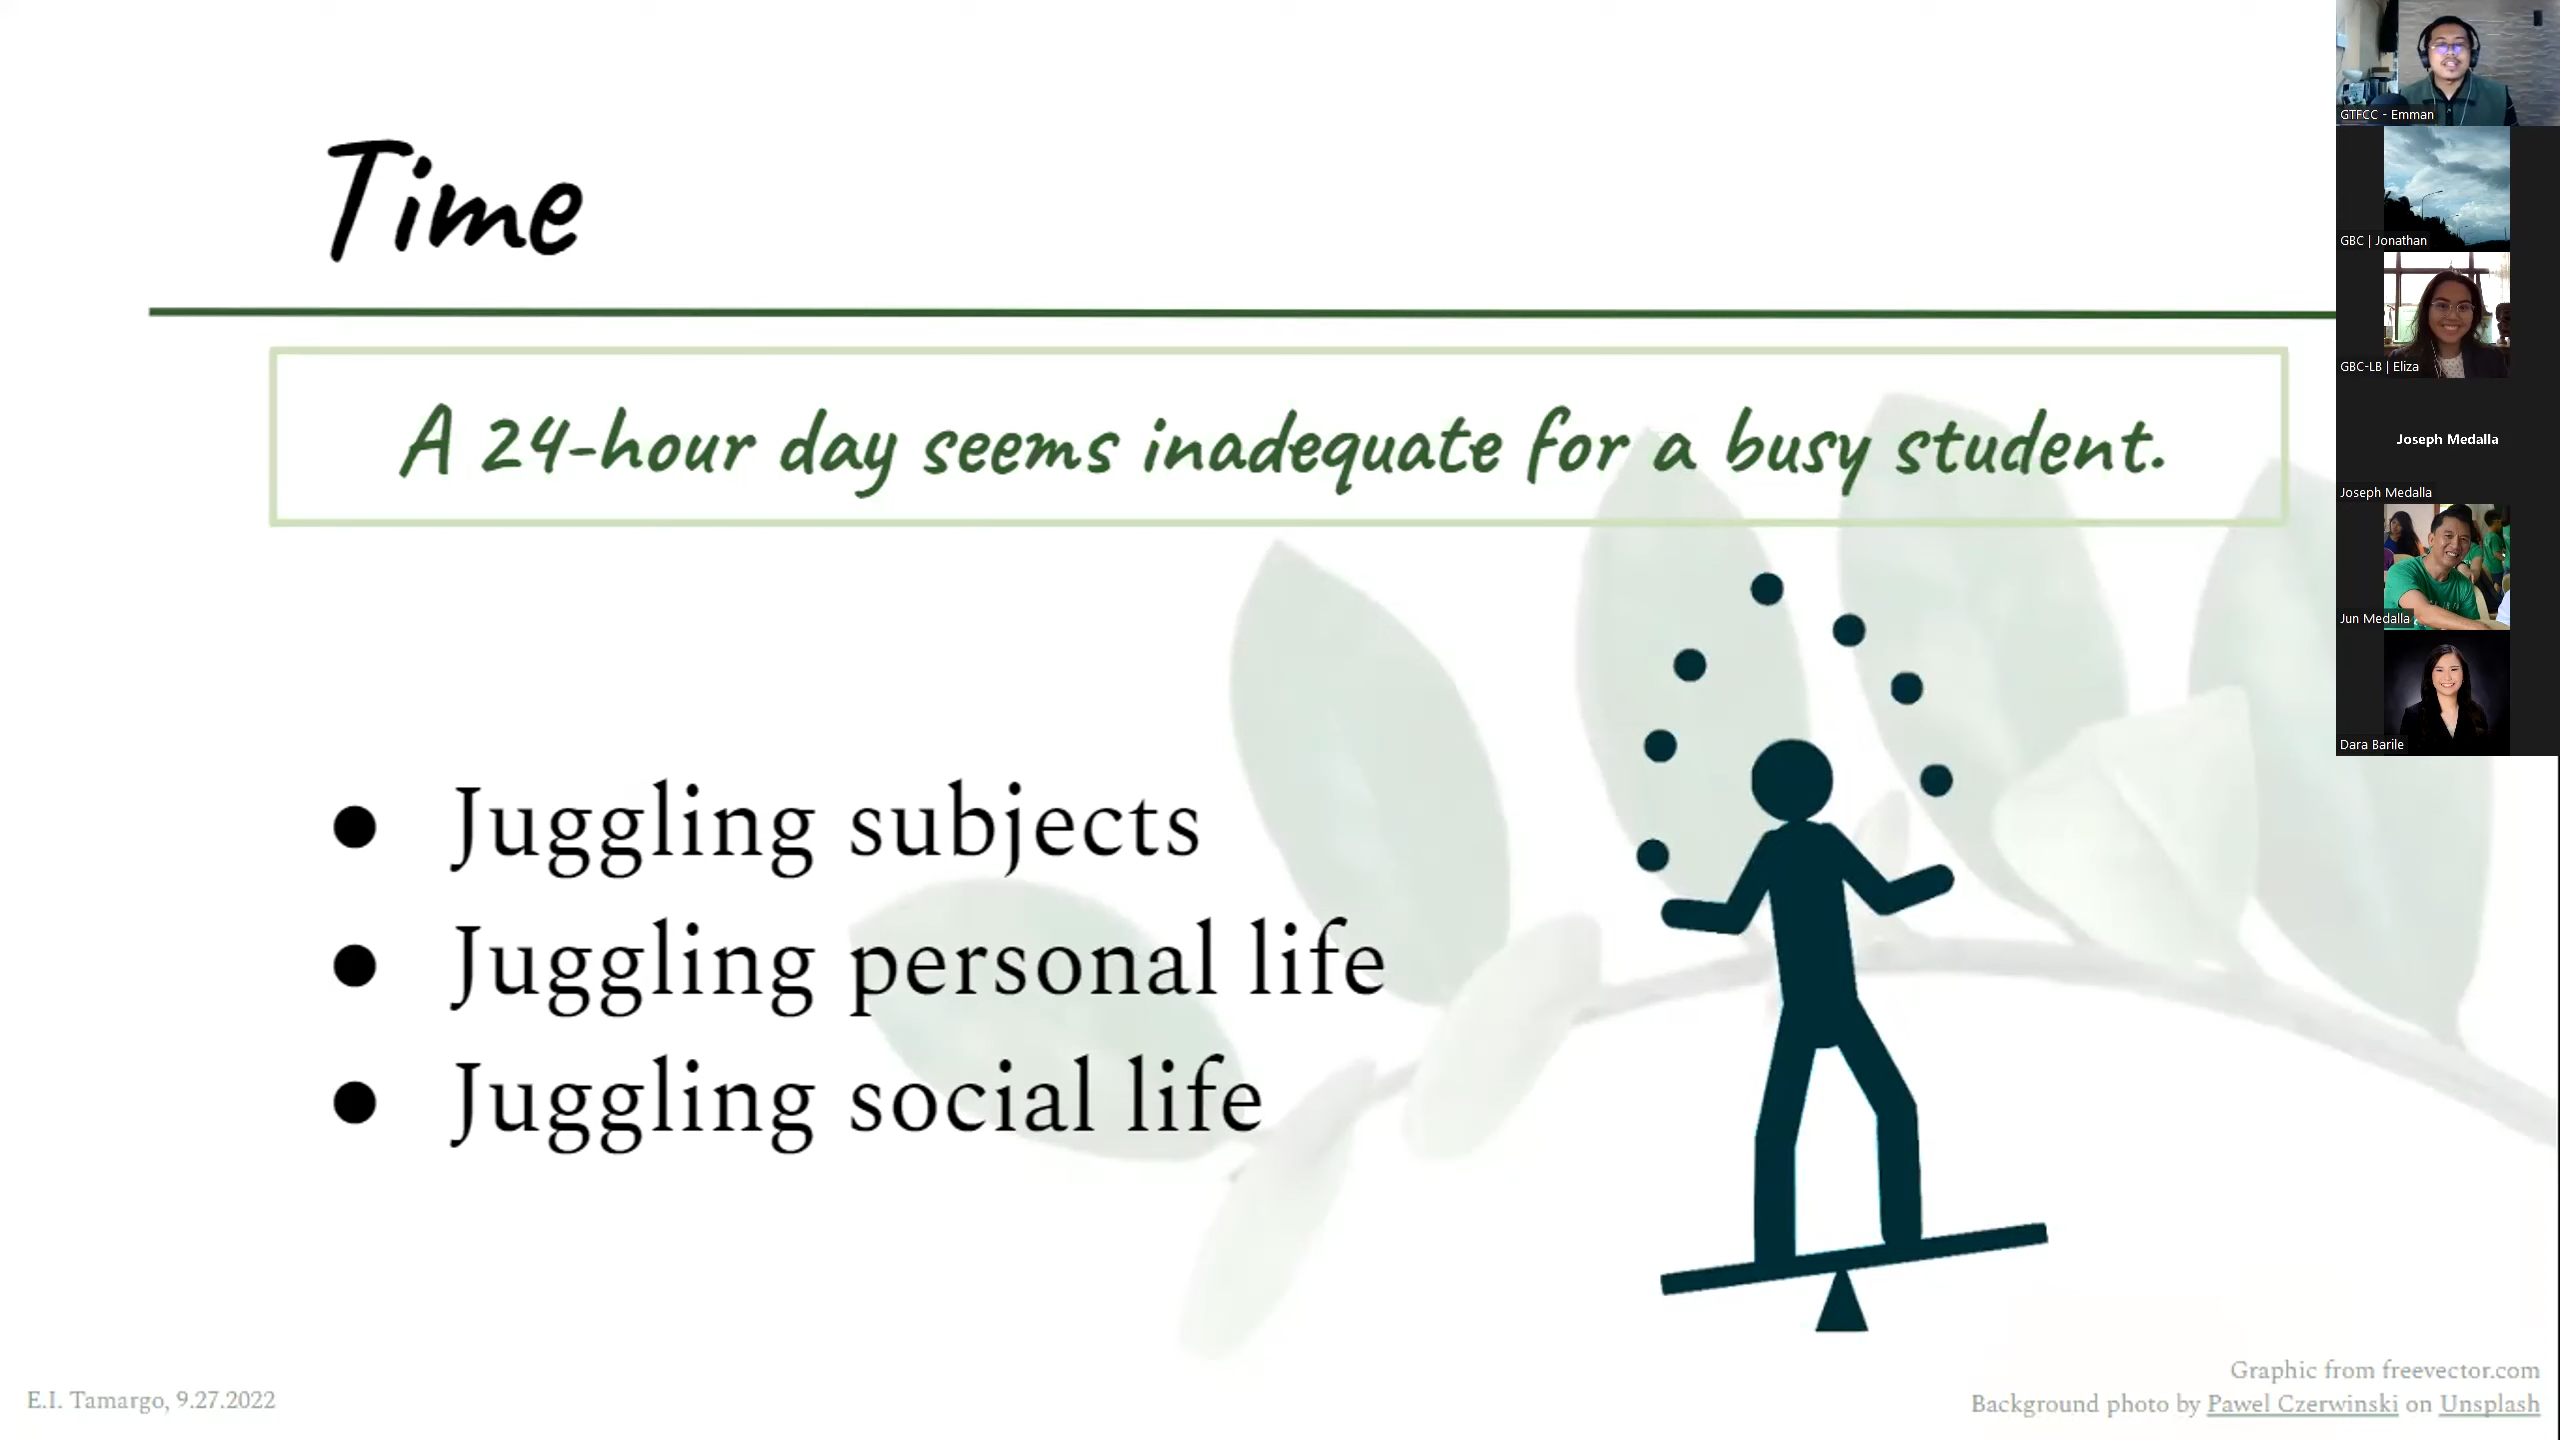 Time
A 24-hour day seems inadequate for a busy student.
● Juggling subjects
● Juggling personal life
● Juggling social life
E.I. Tamargo, 9.27.2022
Graphic from freevector.com
Background photo by Pawel Czerwinski on Unsplash
GTFCC - Emman
GBC | Jonathan
GBC-LB | Eliza
Joseph Medalla
Joseph Medalla
Jun Medalla
Dara Barile